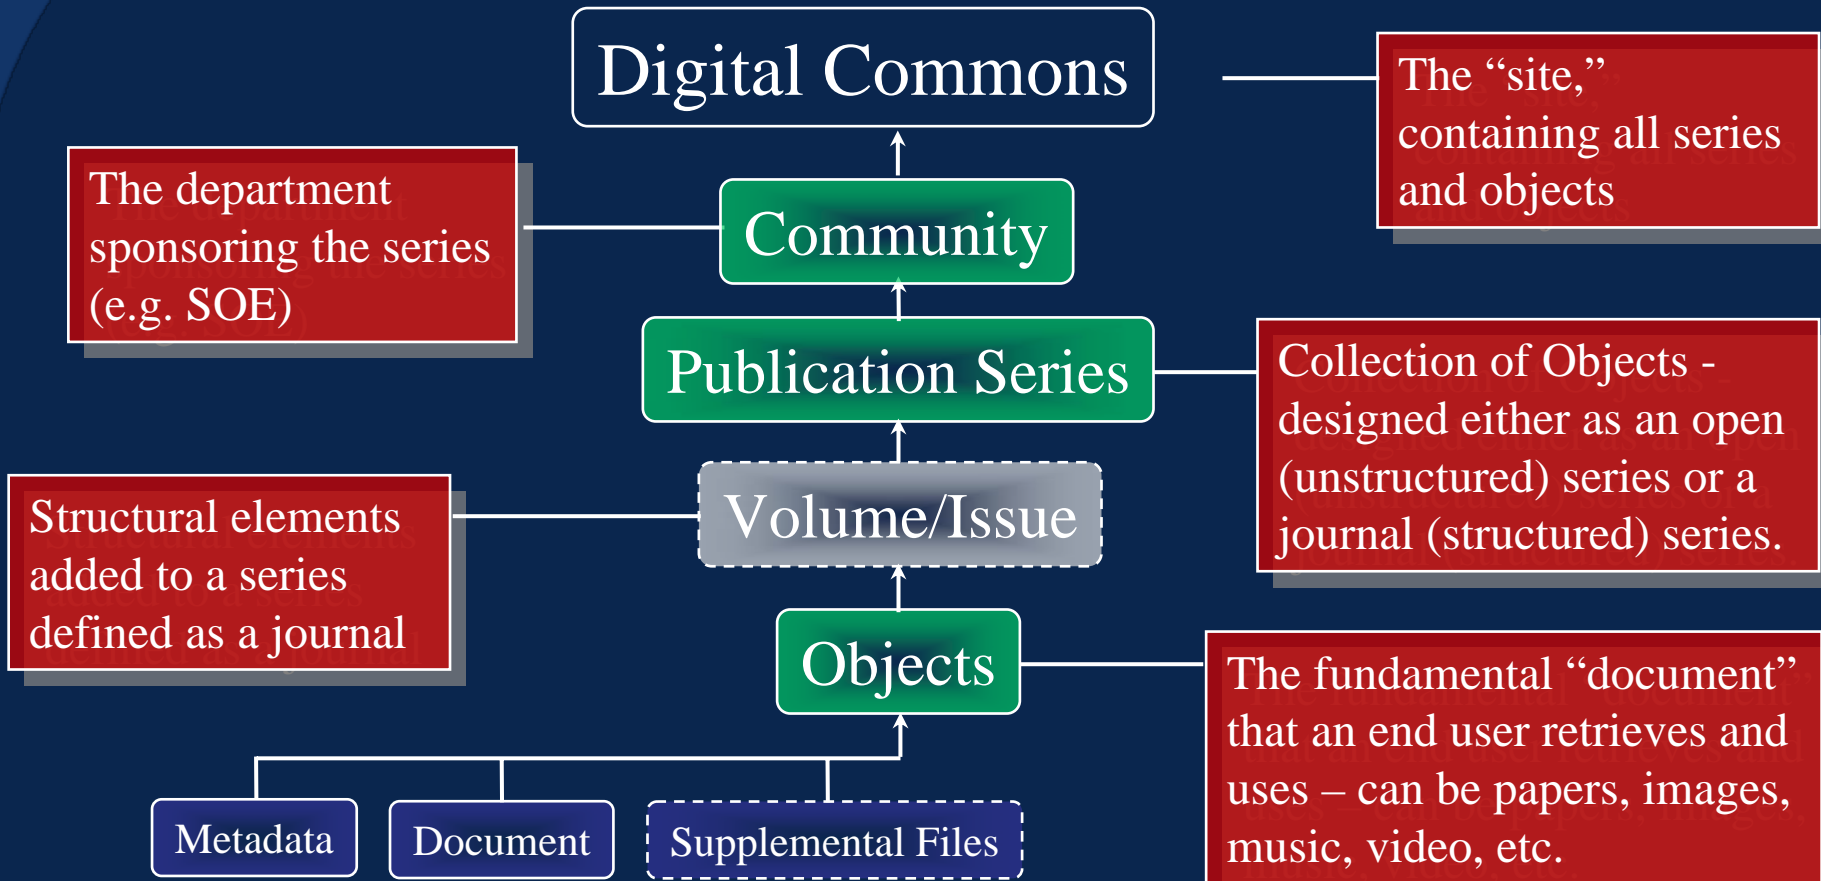 Digital Commons
The “site,”
containing all series
and objects
The department
sponsoring the series
(e.g. SOE)
Community
Publication Series
Collection of Objects -
designed either as an open
(unstructured) series or a
journal (structured) series.
Structural elements
added to a series
defined as a journal
Volume/Issue
Objects
The fundamental “document”
that an end user retrieves and
uses – can be papers, images,
music, video, etc.
Metadata
Document
Supplemental Files